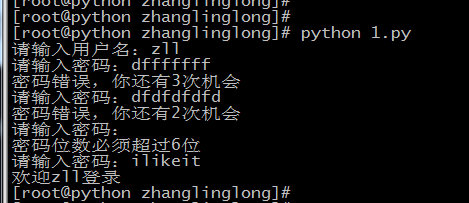 [root@python zhanglinglong]#
[root@python zhanglinglong]#
[root@python zhanglinglong]# python 1.py
请输入用户名：zll
请输入密码：dfffffff
密码错误，你还有3次机会
请输入密码：dfdfdfdfd
密码错误，你还有2次机会
请输入密码：
密码位数必须超过6位
请输入密码：ilikeit
欢迎zll登录
[root@python zhanglinglong]#